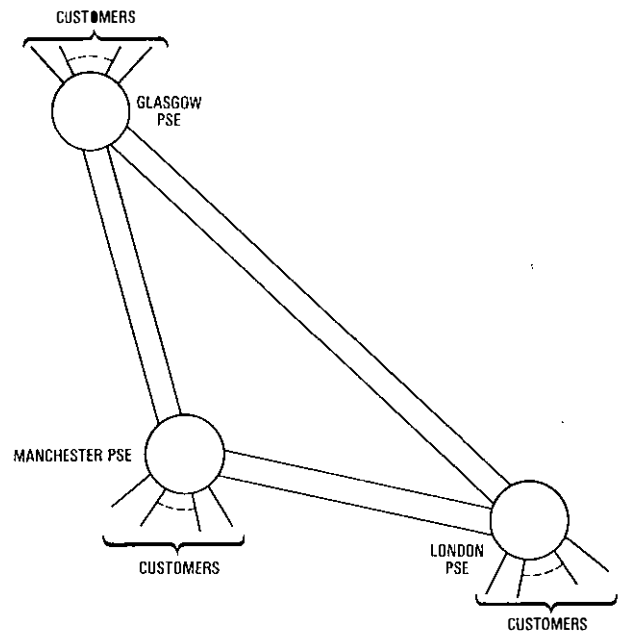 CUSTOMERS
GLASGOW
PSE
MANCHESTER PSE
CUSTOMERS
LONDON
PSE
CUSTOMERS